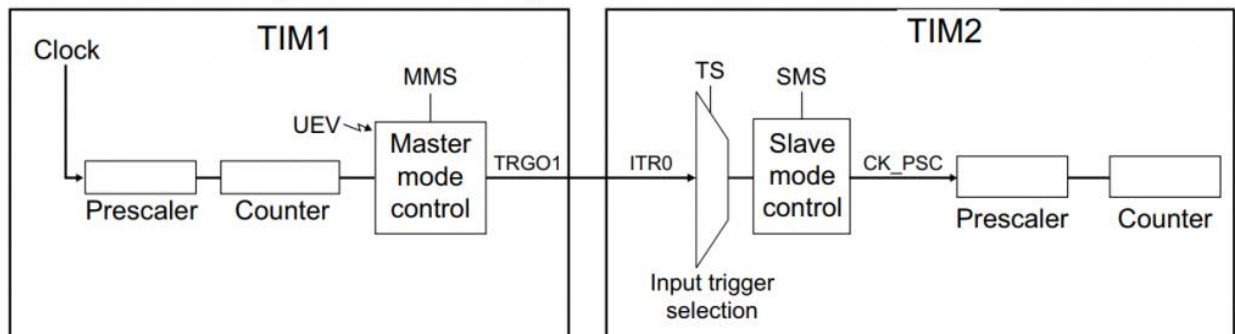 TIM1
Clock
MMS
UEV
Master
mode
control
TRGO1
Prescaler
Counter
TIM2
TS
SMS
ITR0
Slave
mode
control
CK_PSC
Prescaler
Counter
Input trigger
selection